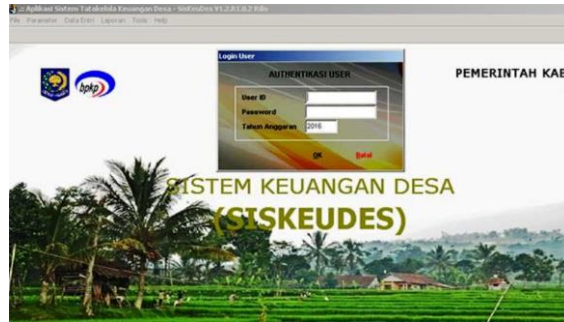 :: Aplikasi Sistem Tatakelola Keuangan Desa - SisKeuDes V1.2.R1.0.2 Rilis
File Parameter Data Entri Laporan Tools Help
Login User
AUTHENTIKASI USER
bpkp
PEMERINTAH KAB
User ID
Password
Tahun Anggaran 2016
OK Batal
SISTEM KEUANGAN DESA
(SISKEUDES)